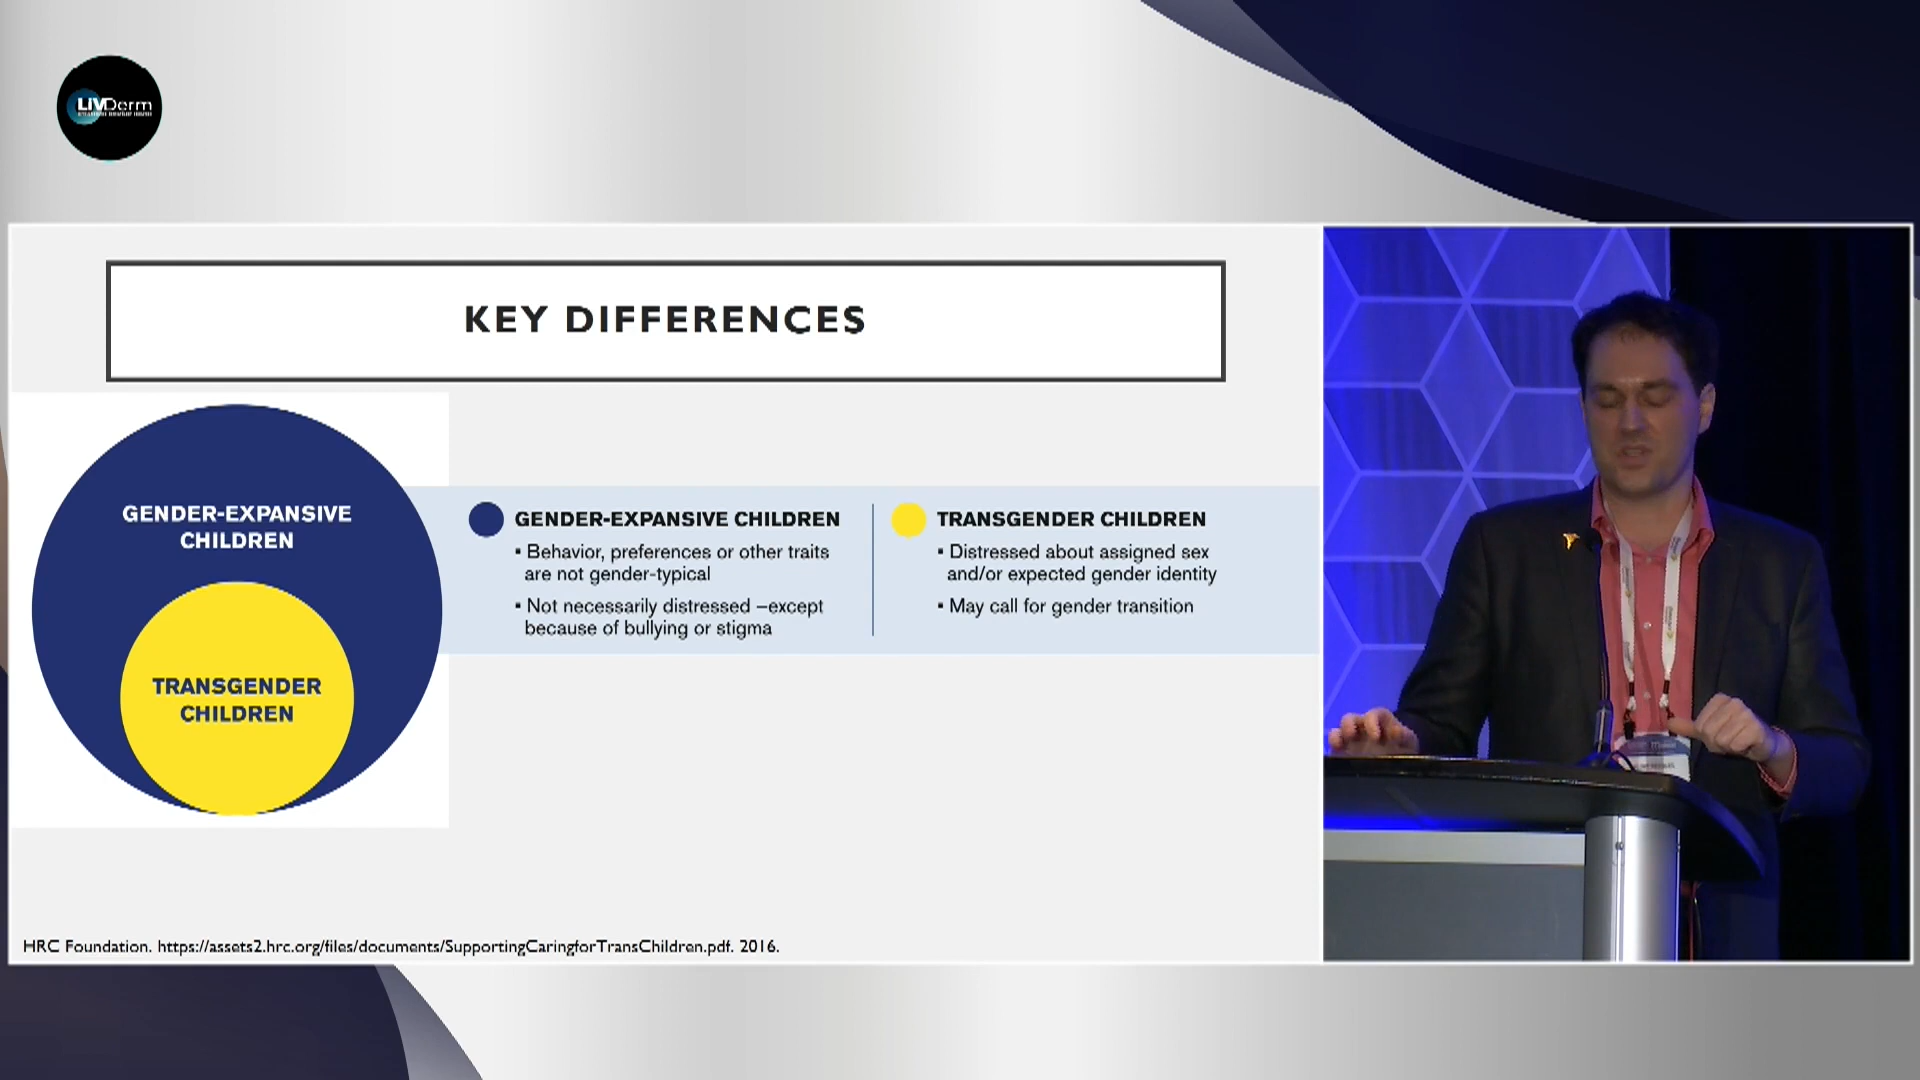 LIVDerm
KEY DIFFERENCES
GENDER-EXPANSIVE
CHILDREN
TRANSGENDER
CHILDREN
GENDER-EXPANSIVE CHILDREN
▪ Behavior, preferences or other traits
are not gender-typical
▪ Not necessarily distressed –except
because of bullying or stigma
TRANSGENDER CHILDREN
▪ Distressed about assigned sex
and/or expected gender identity
▪ May call for gender transition
HRC Foundation. https://assets2.hrc.org/files/documents/SupportingCaringforTransChildren.pdf. 2016.